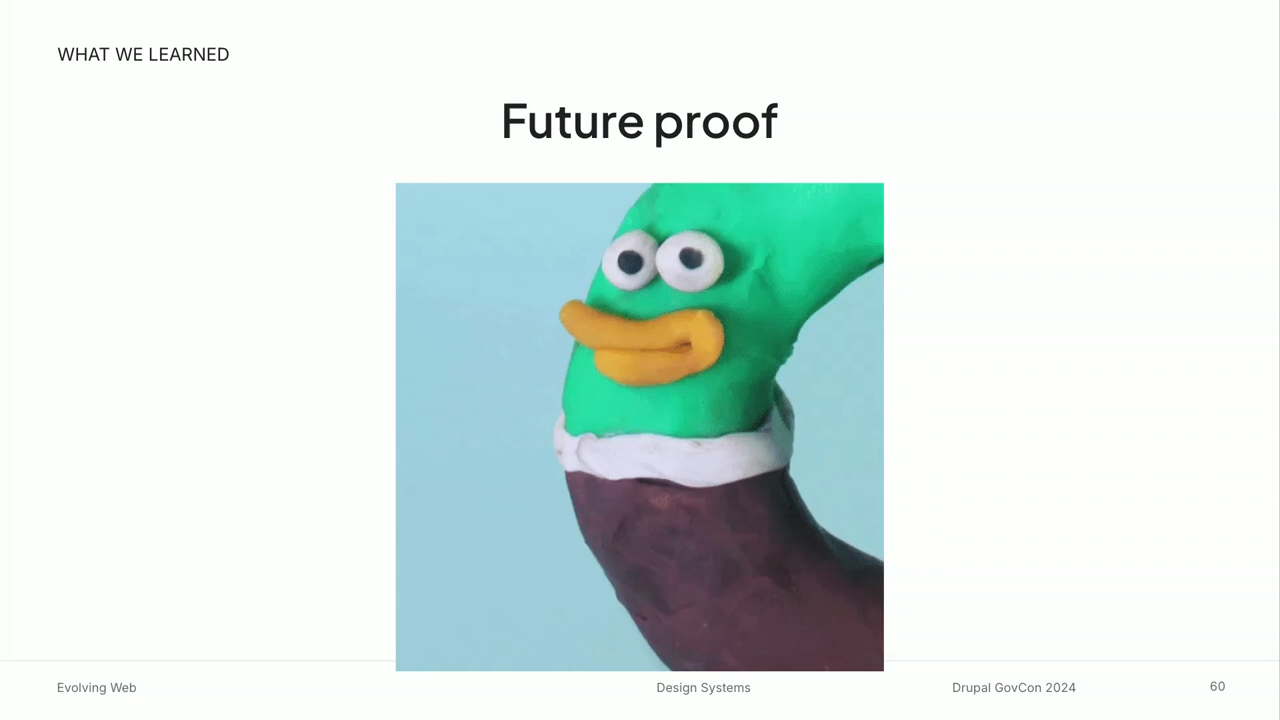 WHAT WE LEARNED
Future proof
Evolving Web
Design Systems
Drupal GovCon 2024
60